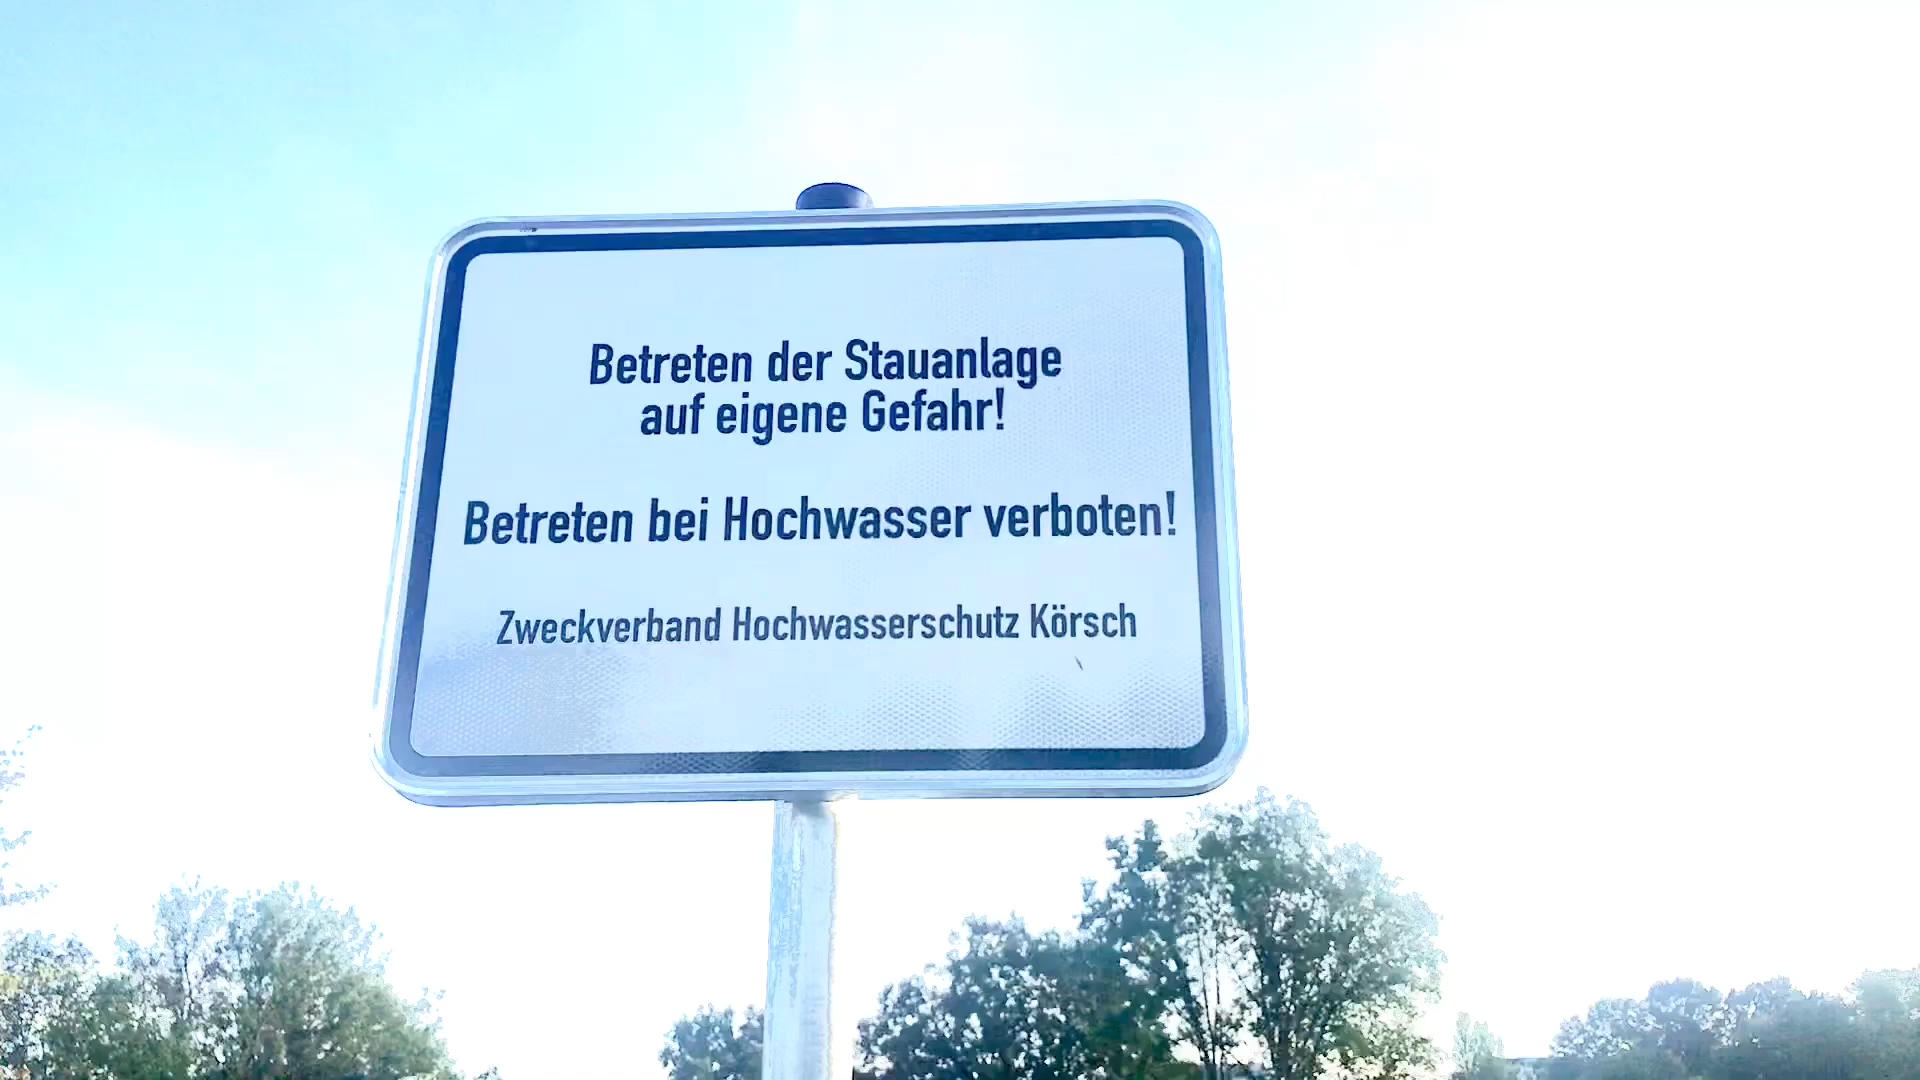 Betreten der Stauanlage
auf eigene Gefahr!
Betreten bei Hochwasser verboten!
Zweckverband Hochwasserschutz Körsch